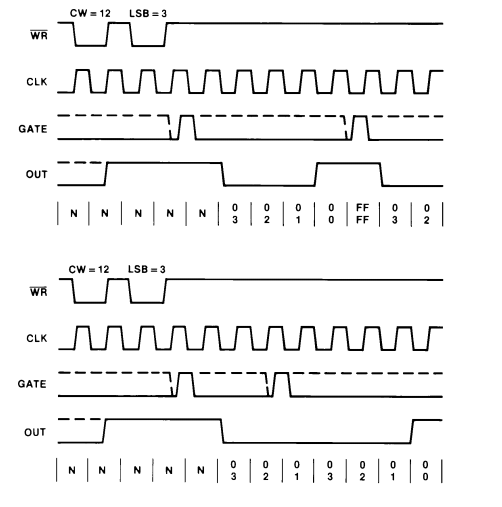 CW = 12 LSB = 3
WR
CLK
GATE
OUT
N N N N N 0 0 0 0 FF 0 0
3 2 1 0 FF 3 2
CW = 12 LSB = 3
WR
CLK
GATE
OUT
N N N N N 0 0 0 0 0 0 0
3 2 1 3 2 1 0